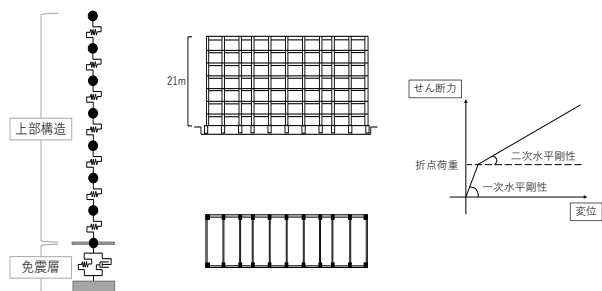 上部構造
免震層
21m
せん断力
折点荷重
二次水平剛性
一次水平剛性
変位